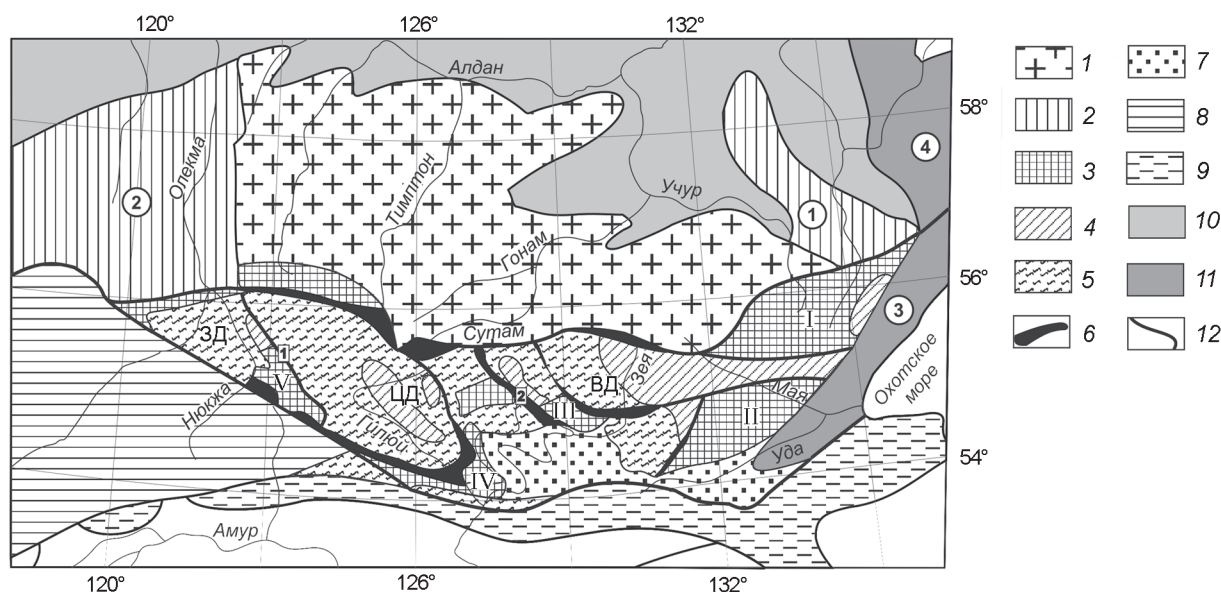 120°
126°
132°
Алдан
58°
Олекма
Тимптон
4
2
Учур
1
Гонам
56°
3
I
Сутам
ЗД
1
Зея
Охотское
море
V
ЦД
2
ВД
Мая
Нюкжа
III
II
Гилюй
Уда
54°
IV
Амур
120°
126°
132°
1
7
2
8
3
9
4
10
5
11
6
12